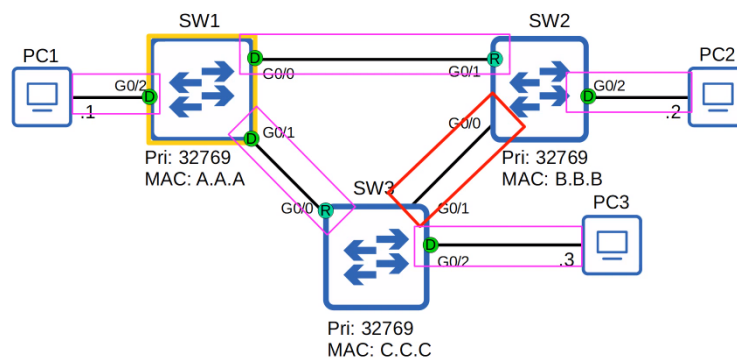 SW1
SW2
PC1
PC2
G0/2
D
D
G0/0
R
G0/1
G0/2
D
.1
.2
D
G0/1
G0/0
Pri: 32769
MAC: A.A.A
Pri: 32769
MAC: B.B.B
SW3
G0/0
R
G0/1
PC3
D
G0/2
.3
Pri: 32769
MAC: C.C.C